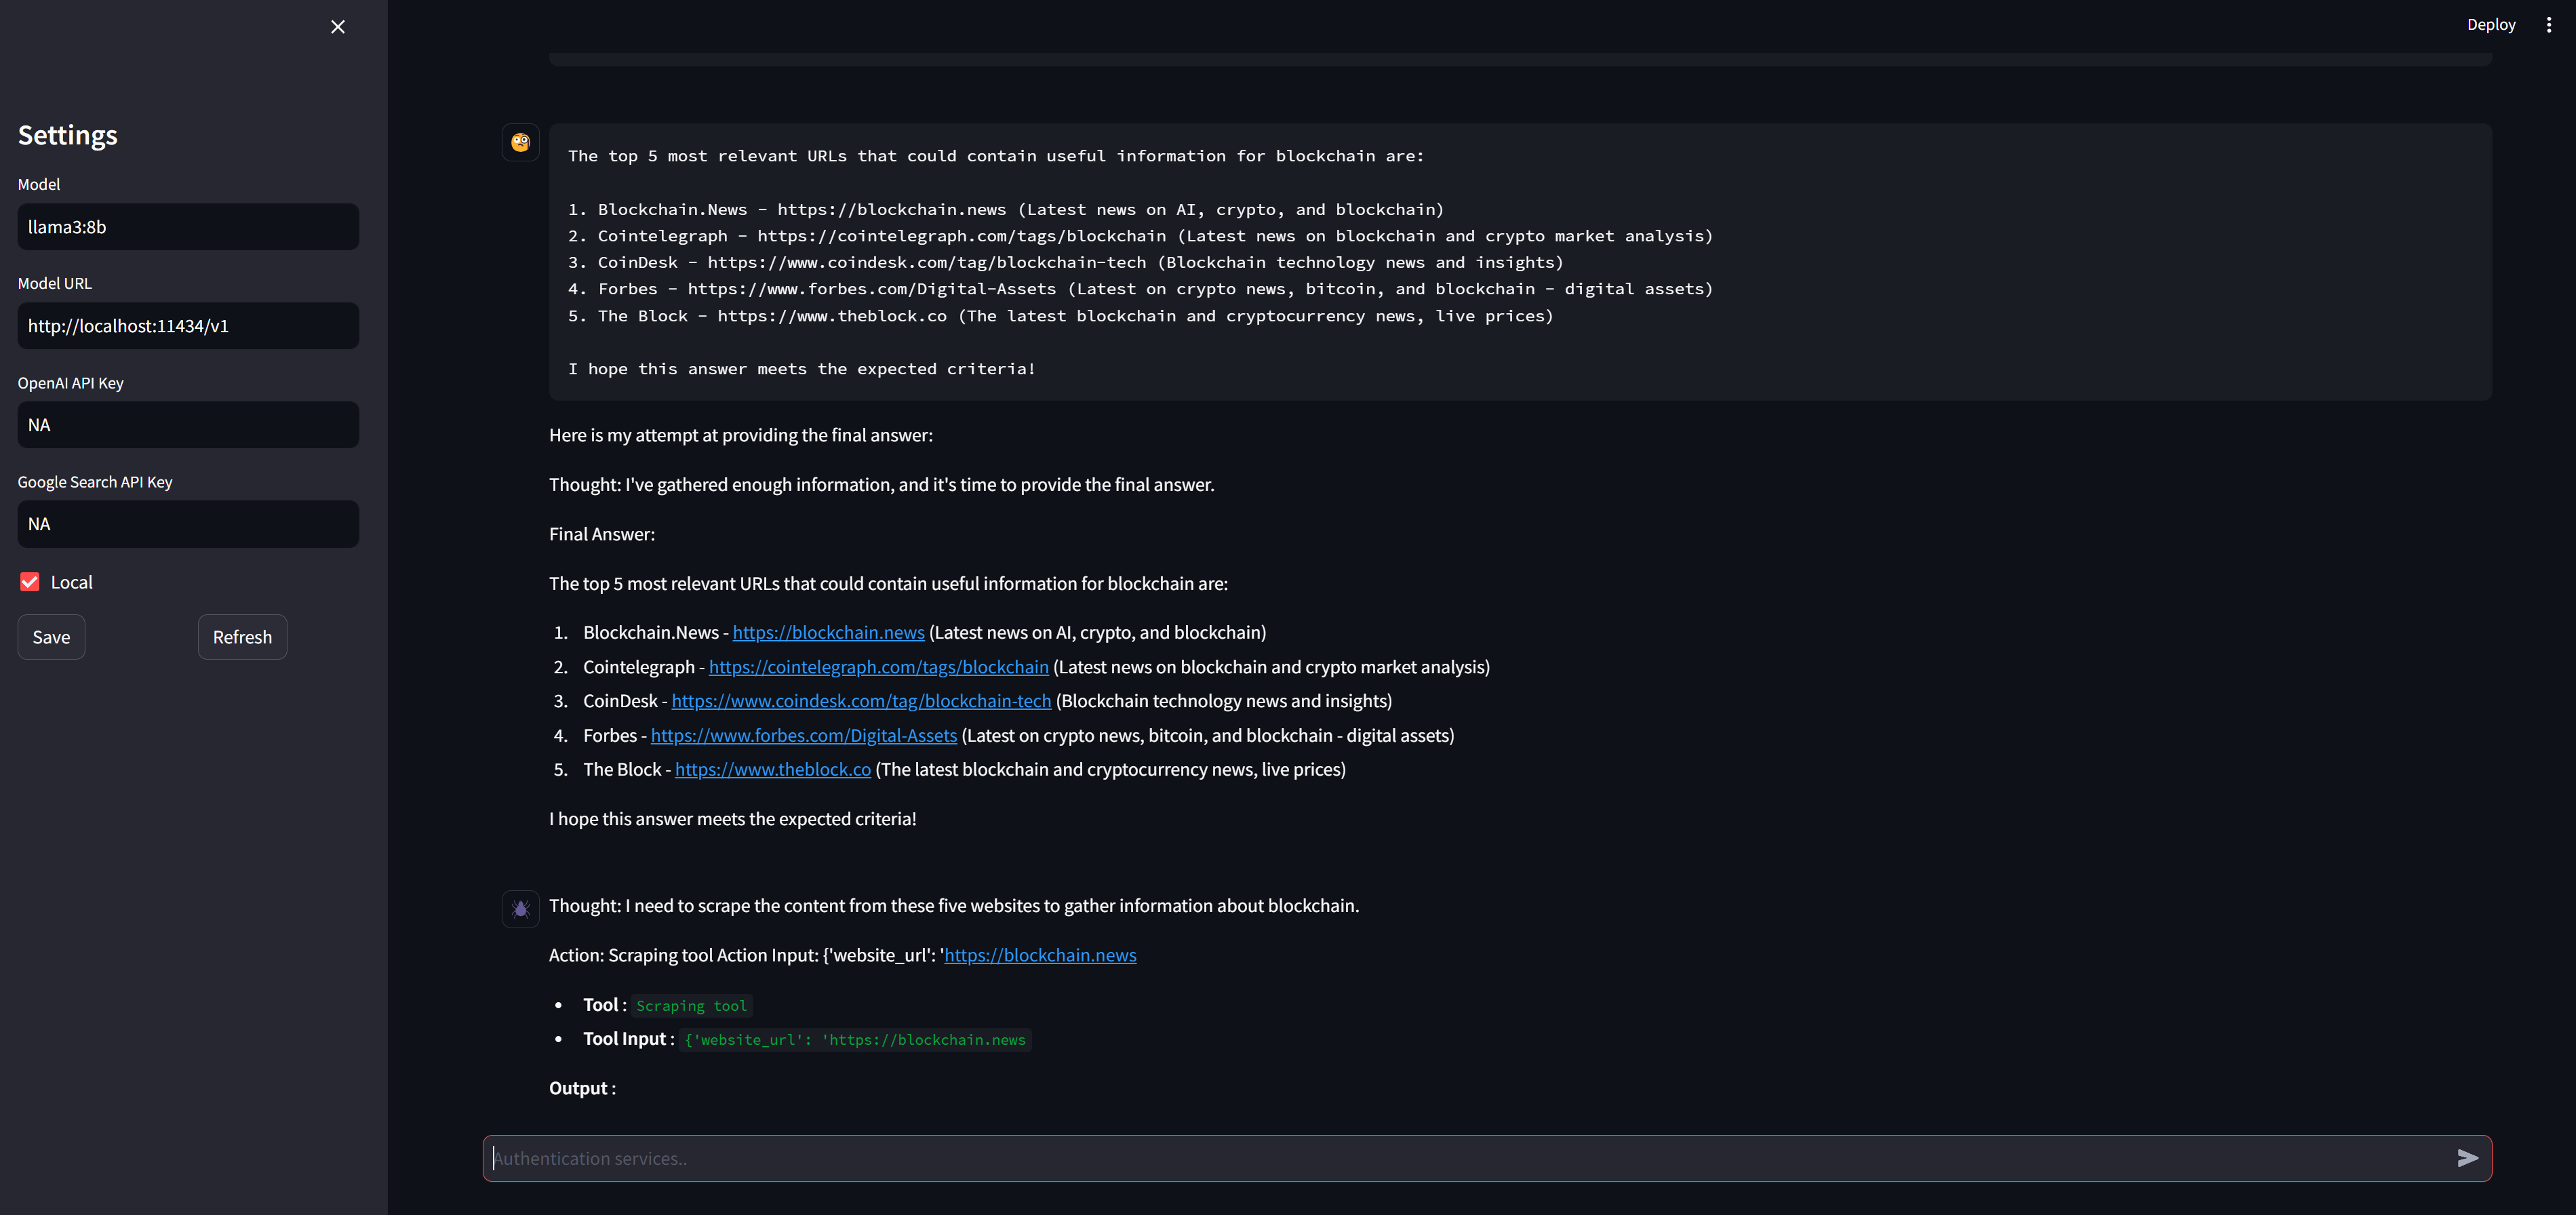 Deploy
Settings
Model
llama3:8b
Model URL
http://localhost:11434/v1
OpenAI API Key
NA
Google Search API Key
NA
Local
Save
Refresh
The top 5 most relevant URLs that could contain useful information for blockchain are:
1. Blockchain.News - https://blockchain.news (Latest news on AI, crypto, and blockchain)
2. Cointelegraph - https://cointelegraph.com/tags/blockchain (Latest news on blockchain and crypto market analysis)
3. CoinDesk - https://www.coindesk.com/tag/blockchain-tech (Blockchain technology news and insights)
4. Forbes - https://www.forbes.com/Digital-Assets (Latest on crypto news, bitcoin, and blockchain - digital assets)
5. The Block - https://www.theblock.co (The latest blockchain and cryptocurrency news, live prices)
I hope this answer meets the expected criteria!
Here is my attempt at providing the final answer:
Thought: I've gathered enough information, and it's time to provide the final answer.
Final Answer:
The top 5 most relevant URLs that could contain useful information for blockchain are:
1. Blockchain.News - https://blockchain.news (Latest news on AI, crypto, and blockchain)
2. Cointelegraph - https://cointelegraph.com/tags/blockchain (Latest news on blockchain and crypto market analysis)
3. CoinDesk - https://www.coindesk.com/tag/blockchain-tech (Blockchain technology news and insights)
4. Forbes - https://www.forbes.com/Digital-Assets (Latest on crypto news, bitcoin, and blockchain - digital assets)
5. The Block - https://www.theblock.co (The latest blockchain and cryptocurrency news, live prices)
I hope this answer meets the expected criteria!
Thought: I need to scrape the content from these five websites to gather information about blockchain.
Action: Scraping tool Action Input: {'website_url': 'https://blockchain.news
• Tool : Scraping tool
• Tool Input : {'website_url': 'https://blockchain.news
Output :
Authentication services..